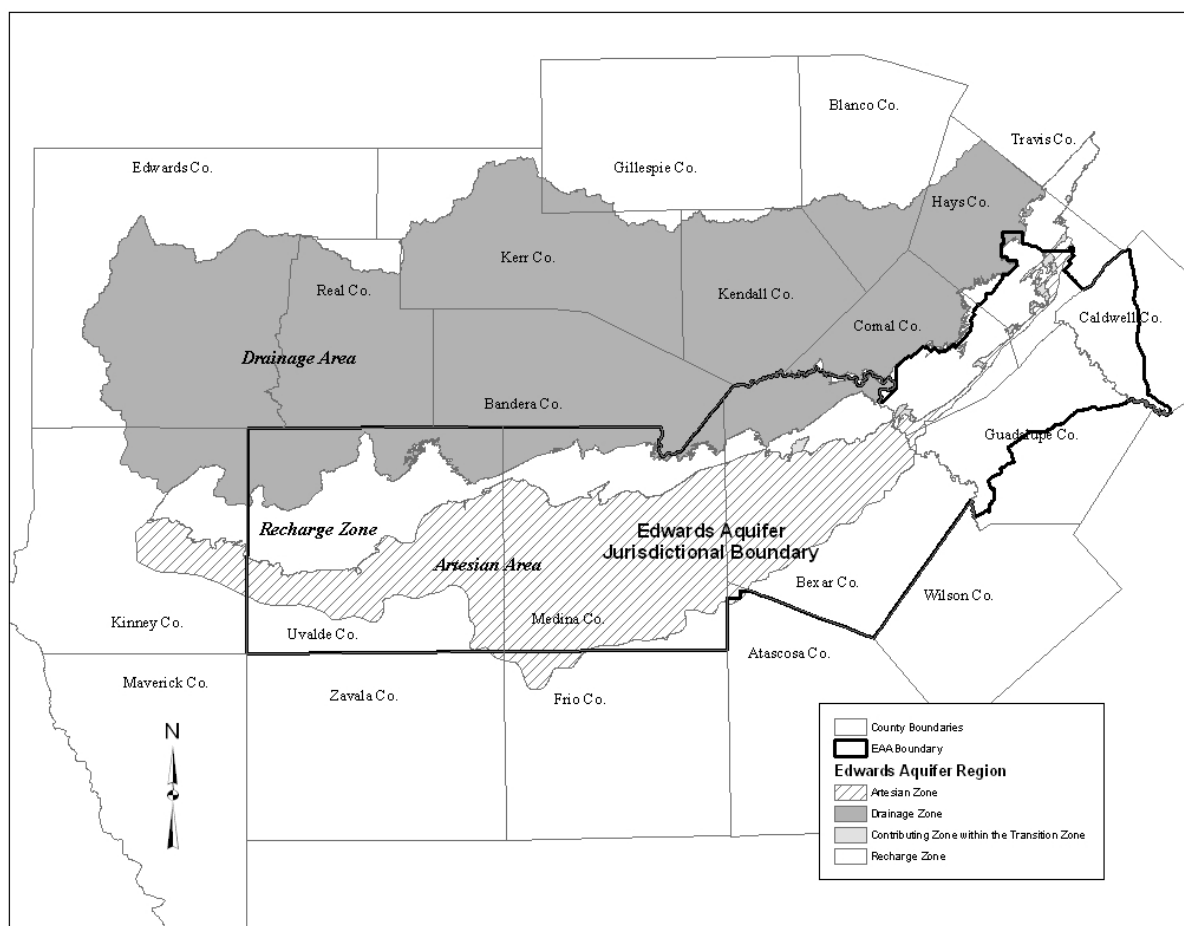 Blanco Co.
Travis Co.
Edwards Co.
Gillespie Co.
Hays Co.
Kerr Co.
Real Co.
Kendall Co.
Comal Co.
Caldwell Co.
Drainage Area
Bandera Co.
Guadalupe Co.
Recharge Zone
Edwards Aquifer
Jurisdictional Boundary
Artesian Area
Bexar Co.
Wilson Co.
Kinney Co.
Uvalde Co.
Medina Co.
Atascosa Co.
Maverick Co.
Zavala Co.
Frio Co.
N
County Boundaries
EAA Boundary
Edwards Aquifer Region
Artesian Zone
Drainage Zone
Contributing Zone within the Transition Zone
Recharge Zone